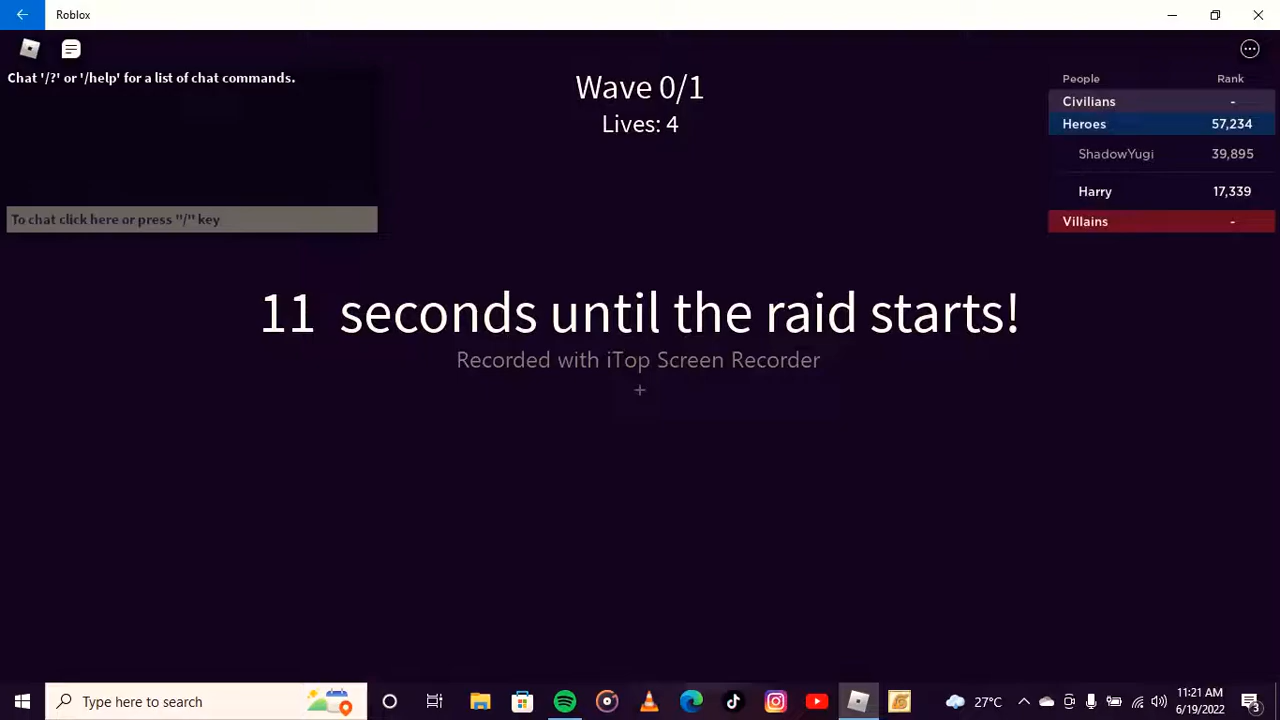 Roblox
Chat '/?' or '/help' for a list of chat commands.
To chat click here or press "/" key
Wave 0/1
Lives: 4
People Rank
Civilians -
Heroes 57,234
ShadowYugi 39,895
Harry 17,339
Villains -
11 seconds until the raid starts!
Recorded with iTop Screen Recorder
Type here to search
27°C
11:21 AM
6/19/2022
3